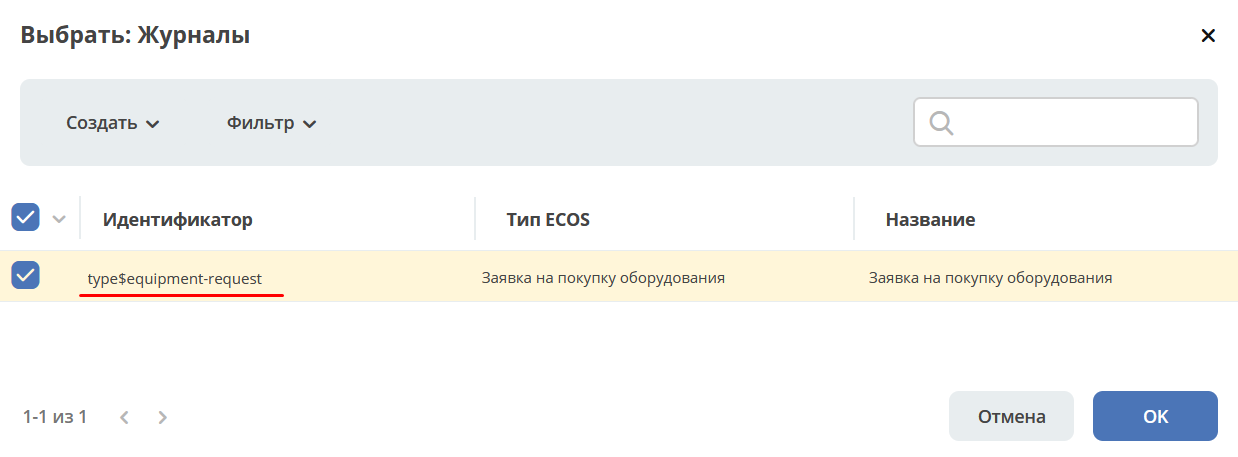 Выбрать: Журналы
Создать Фильтр
Идентификатор Тип ECOS Название
type$equipment-request Заявка на покупку оборудования Заявка на покупку оборудования
1-1 из 1 Отмена OK